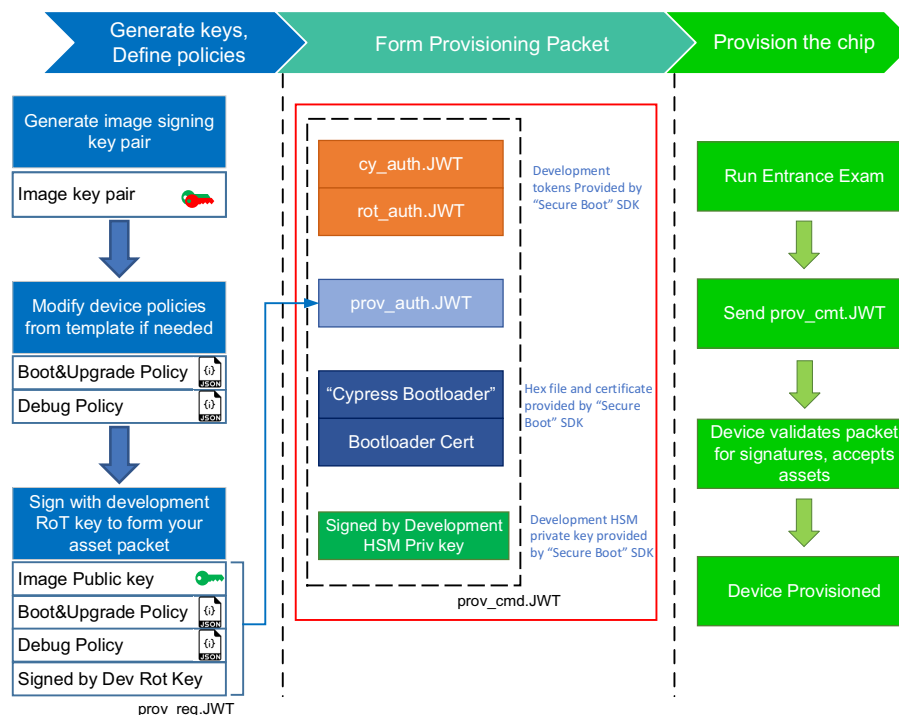 Generate keys,
Define policies
Form Provisioning Packet
Provision the chip
Generate image signing
key pair
Image key pair
Modify device policies
from template if needed
Boot&Upgrade Policy
{i}
JSON
Debug Policy
{i}
JSON
Sign with development
RoT key to form your
asset packet
Image Public key
Boot&Upgrade Policy
{i}
JSON
Debug Policy
{i}
JSON
Signed by Dev Rot Key
prov_req.JWT
cy_auth.JWT
rot_auth.JWT
Development
tokens Provided by
“Secure Boot” SDK
prov_auth.JWT
“Cypress Bootloader”
Bootloader Cert
Hex file and certificate
provided by “Secure
Boot” SDK
Signed by Development
HSM Priv key
Development HSM
private key provided
by “Secure Boot” SDK
prov_cmd.JWT
Run Entrance Exam
Send prov_cmt.JWT
Device validates packet
for signatures, accepts
assets
Device Provisioned